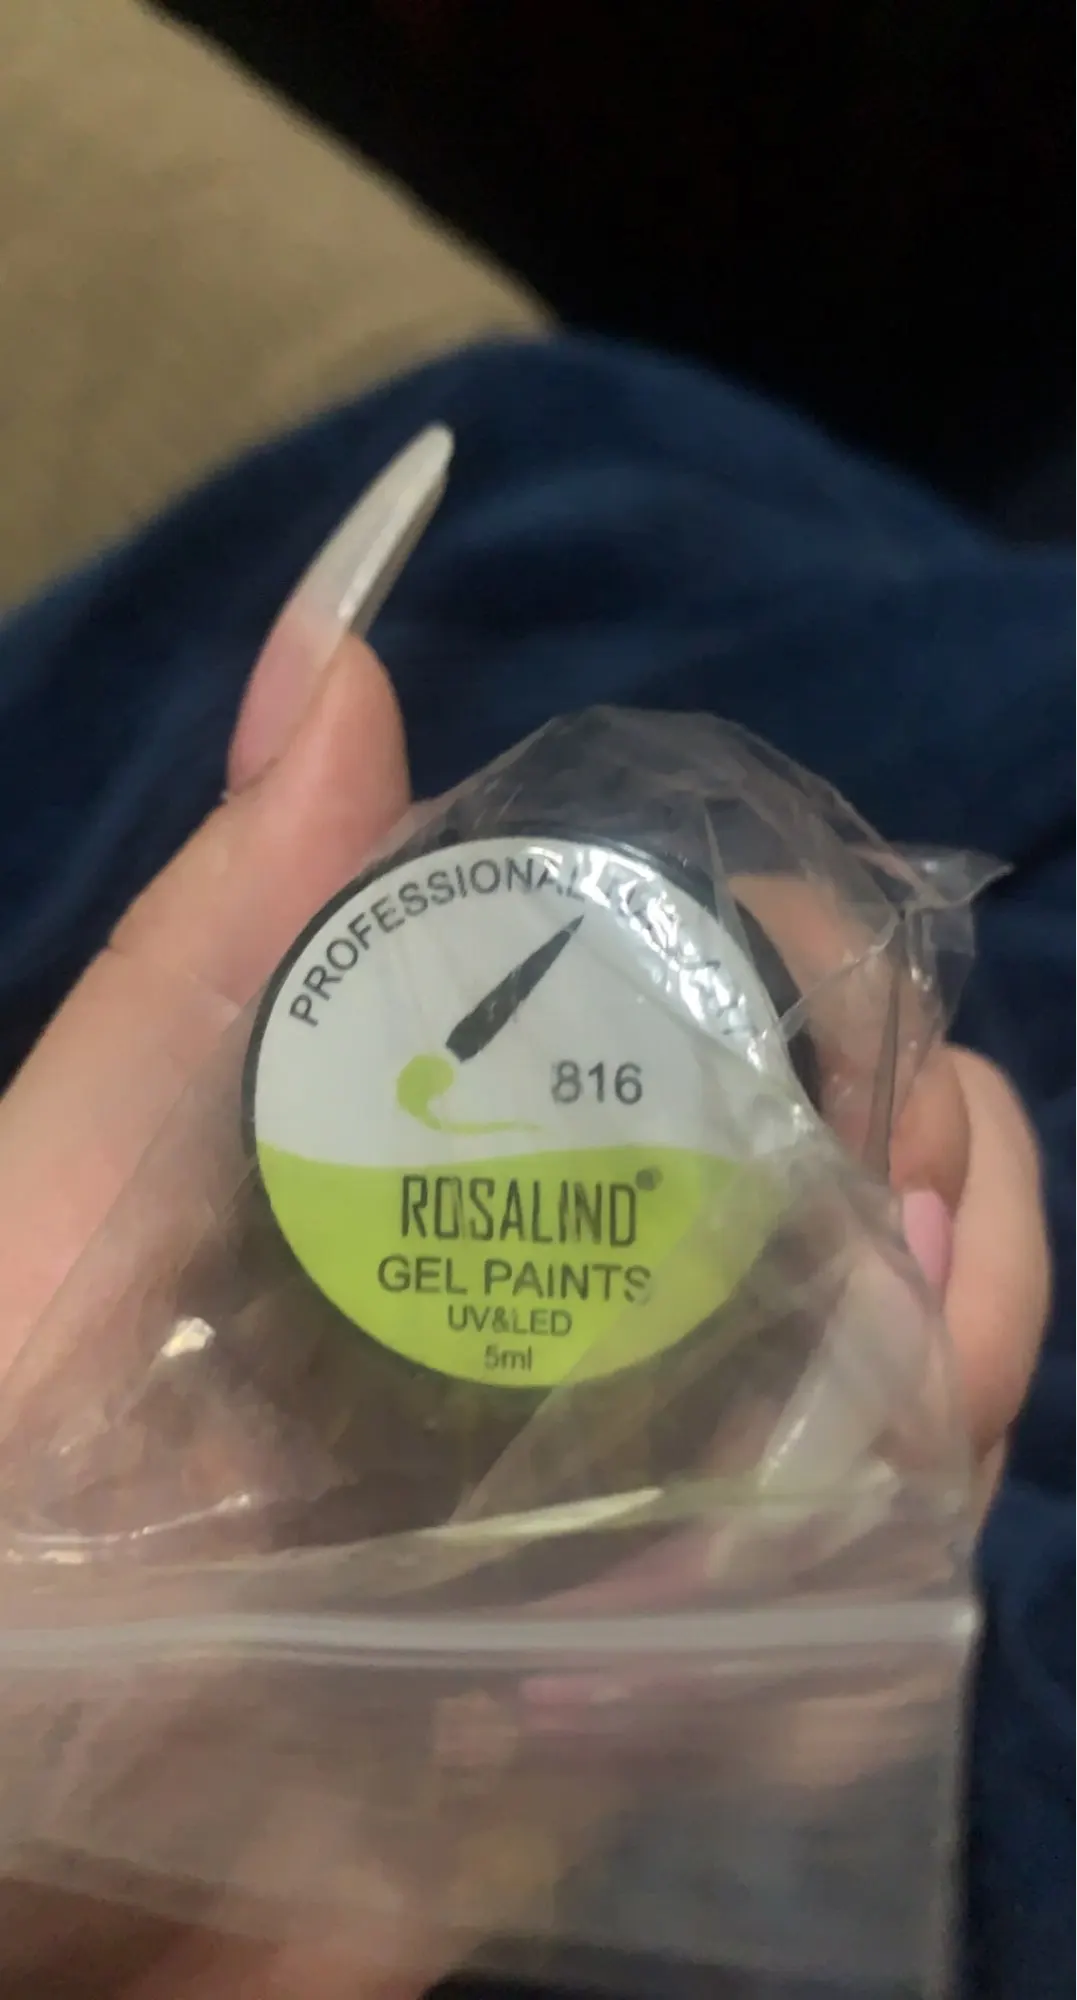 PROFESSIONAL
816
ROSALIND®
GEL PAINTS
UV&LED
5ml